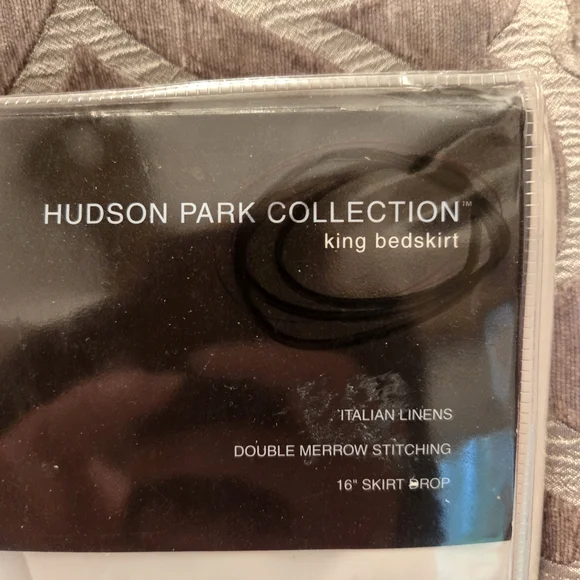 HUDSON PARK COLLECTION™
king bedskirt
ITALIAN LINENS
DOUBLE MERROW STITCHING
16" SKIRT DROP